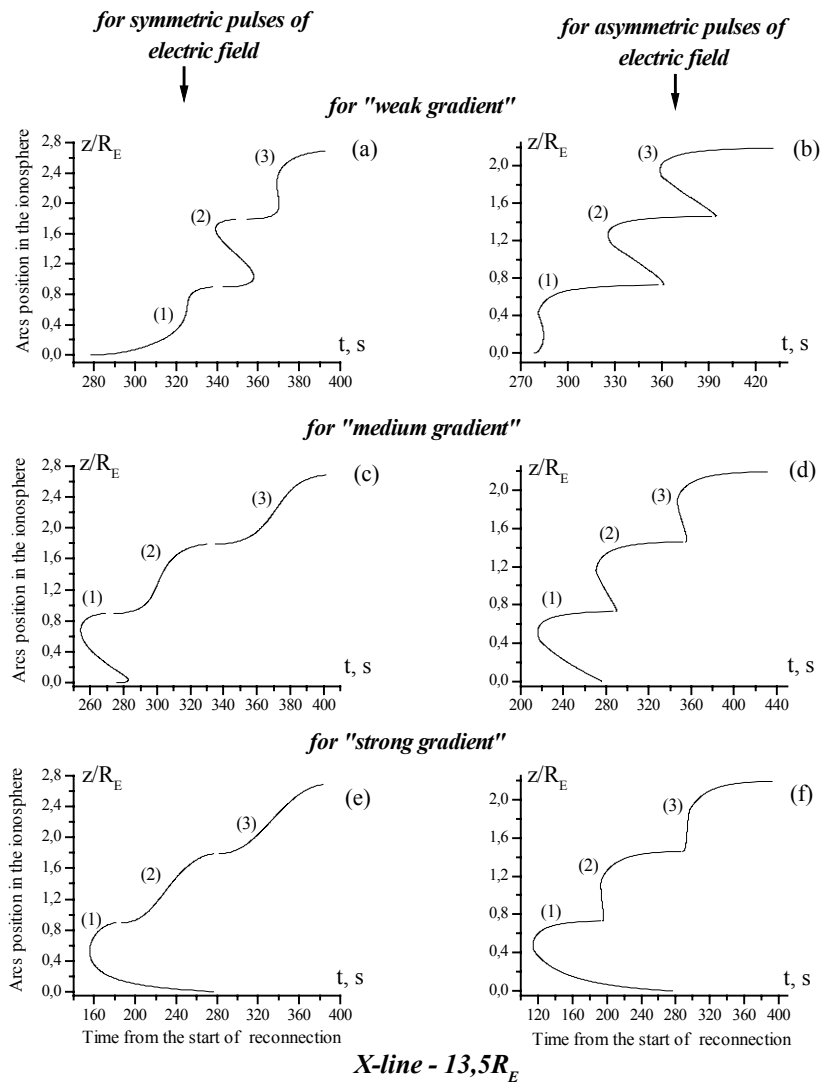 for symmetric pulses of
electric field
for asymmetric pulses of
electric field
for "weak gradient"
Arcs position in the ionosphere
z/R_E
(a)
2,8
2,4
2,0
1,6
1,2
0,8
0,4
0,0
(1)
(2)
(3)
t, s
280 300 320 340 360 380 400
z/R_E
(b)
2,0
1,6
1,2
0,8
0,4
0,0
(1)
(2)
(3)
t, s
270 300 330 360 390 420
for "medium gradient"
Arcs position in the ionosphere
z/R_E
(c)
2,8
2,4
2,0
1,6
1,2
0,8
0,4
0,0
(1)
(2)
(3)
t, s
260 280 300 320 340 360 380 400
z/R_E
(d)
2,0
1,6
1,2
0,8
0,4
0,0
(1)
(2)
(3)
t, s
200 240 280 320 360 400 440
for "strong gradient"
Arcs position in the ionosphere
z/R_E
(e)
2,8
2,4
2,0
1,6
1,2
0,8
0,4
0,0
(1)
(2)
(3)
t, s
160 200 240 280 320 360 400
Time from the start of reconnection
z/R_E
(f)
2,0
1,6
1,2
0,8
0,4
0,0
(1)
(2)
(3)
t, s
120 160 200 240 280 320 360 400
Time from the start of reconnection
X-line - 13,5R_E